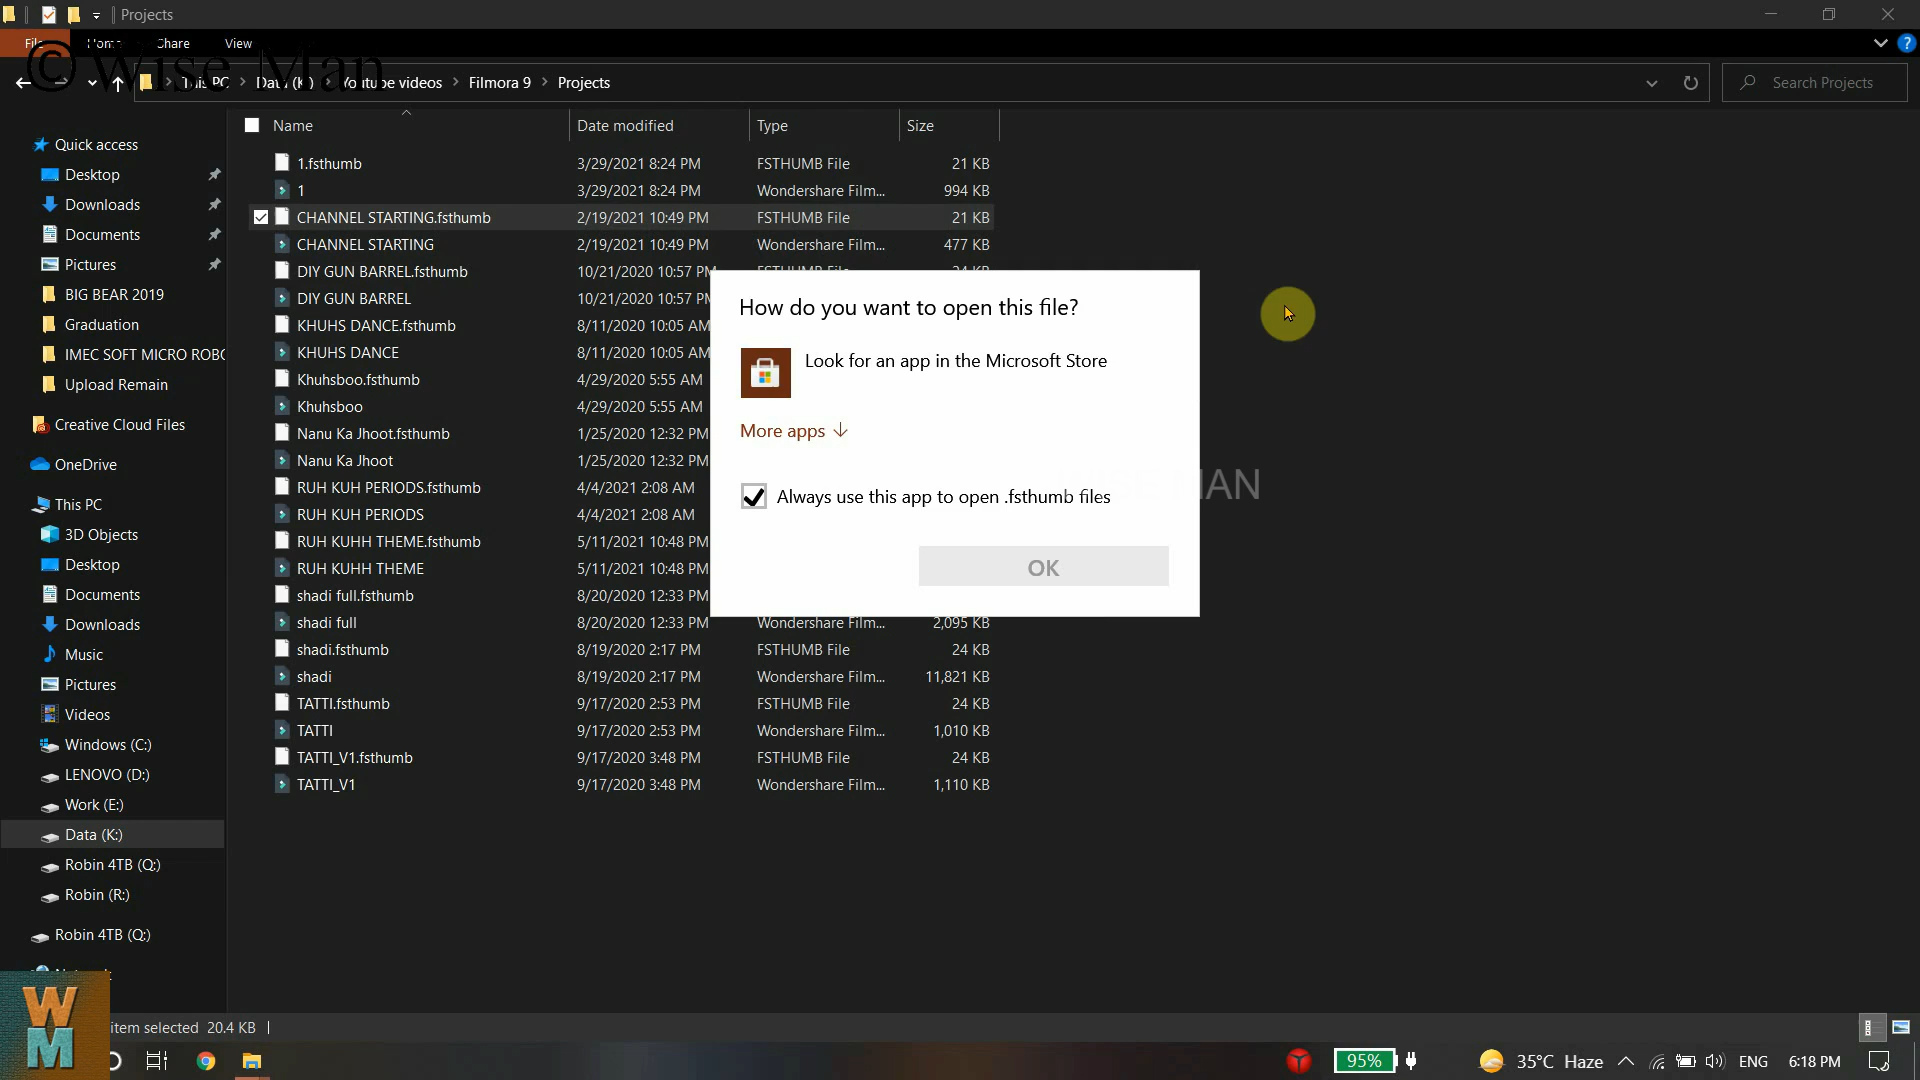 Projects
File Home Share View
© Wise Man
This PC Data (K:) Youtube videos Filmora 9 Projects
Search Projects
Name Date modified Type Size
Quick access
Desktop
Downloads
Documents
Pictures
BIG BEAR 2019
Graduation
IMEC SOFT MICRO ROBO
Upload Remain
Creative Cloud Files
OneDrive
This PC
3D Objects
Desktop
Documents
Downloads
Music
Pictures
Videos
Windows (C:)
LENOVO (D:)
Work (E:)
Data (K:)
Robin 4TB (Q:)
Robin (R:)
Robin 4TB (Q:)
1.fsthumb 3/29/2021 8:24 PM FSTHUMB File 21 KB
1 3/29/2021 8:24 PM Wondershare Film... 994 KB
CHANNEL STARTING.fsthumb 2/19/2021 10:49 PM FSTHUMB File 21 KB
CHANNEL STARTING 2/19/2021 10:49 PM Wondershare Film... 477 KB
DIY GUN BARREL.fsthumb 10/21/2020 10:57 PM FSTHUMB File 24 KB
DIY GUN BARREL 10/21/2020 10:57 PM
KHUHS DANCE.fsthumb 8/11/2020 10:05 AM
KHUHS DANCE 8/11/2020 10:05 AM
Khuhsboo.fsthumb 4/29/2020 5:55 AM
Khuhsboo 4/29/2020 5:55 AM
Nanu Ka Jhoot.fsthumb 1/25/2020 12:32 PM
Nanu Ka Jhoot 1/25/2020 12:32 PM
RUH KUH PERIODS.fsthumb 4/4/2021 2:08 AM
RUH KUH PERIODS 4/4/2021 2:08 AM
RUH KUHH THEME.fsthumb 5/11/2021 10:48 PM
RUH KUHH THEME 5/11/2021 10:48 PM
shadi full.fsthumb 8/20/2020 12:33 PM
shadi full 8/20/2020 12:33 PM Wondershare Film... 2,095 KB
shadi.fsthumb 8/19/2020 2:17 PM FSTHUMB File 24 KB
shadi 8/19/2020 2:17 PM Wondershare Film... 11,821 KB
TATTI.fsthumb 9/17/2020 2:53 PM FSTHUMB File 24 KB
TATTI 9/17/2020 2:53 PM Wondershare Film... 1,010 KB
TATTI_V1.fsthumb 9/17/2020 3:48 PM FSTHUMB File 24 KB
TATTI_V1 9/17/2020 3:48 PM Wondershare Film... 1,110 KB
How do you want to open this file?
Look for an app in the Microsoft Store
More apps
Always use this app to open .fsthumb files
OK
item selected 20.4 KB
WM
95% 35°C Haze ENG 6:18 PM